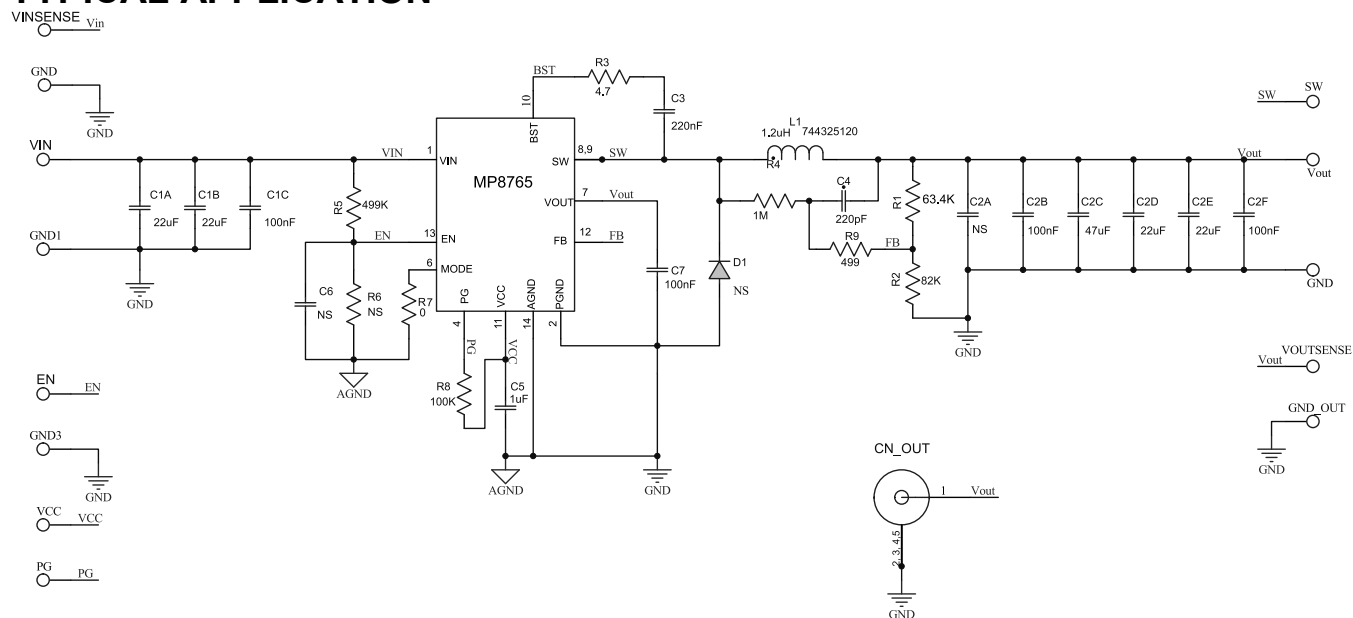 TYPICAL APPLICATION
VINSENSE
Vin
GND
GND
VIN
GND1
C1A
22uF
C1B
22uF
C1C
100nF
GND
VIN
R5
499K
EN
C6
NS
R6
NS
R7
0
AGND
1
VIN
13
EN
6
MODE
MP8765
BST
10
BST
R3
4.7
C3
220nF
SW
8,9
SW
VOUT
7
Vout
FB
12
FB
PG
VCC
AGND
PGND
4
11
14
2
PG
VCC
R8
100K
C5
1uF
AGND
C7
100nF
GND
D1
NS
L1
1.2uH
744325120
R4
1M
C4
220pF
R9
499
R1
63.4K
FB
R2
82K
GND
C2A
NS
C2B
100nF
C2C
47uF
C2D
22uF
C2E
22uF
C2F
100nF
SW
SW
Vout
Vout
GND
Vout
VOUTSENSE
GND_OUT
GND
EN
EN
GND3
GND
VCC
VCC
PG
PG
CN_OUT
1
Vout
2, 3, 4,5
GND